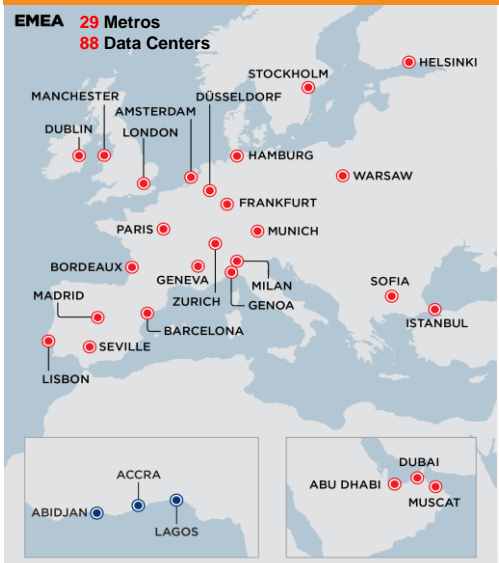 EMEA 29 Metros
88 Data Centers
HELSINKI
STOCKHOLM
MANCHESTER
DÜSSELDORF
AMSTERDAM
DUBLIN
LONDON
HAMBURG
WARSAW
FRANKFURT
PARIS
MUNICH
BORDEAUX
GENEVA
MILAN
SOFIA
MADRID
ZURICH
GENOA
ISTANBUL
BARCELONA
SEVILLE
LISBON
ACCRA
ABIDJAN
LAGOS
DUBAI
ABU DHABI
MUSCAT